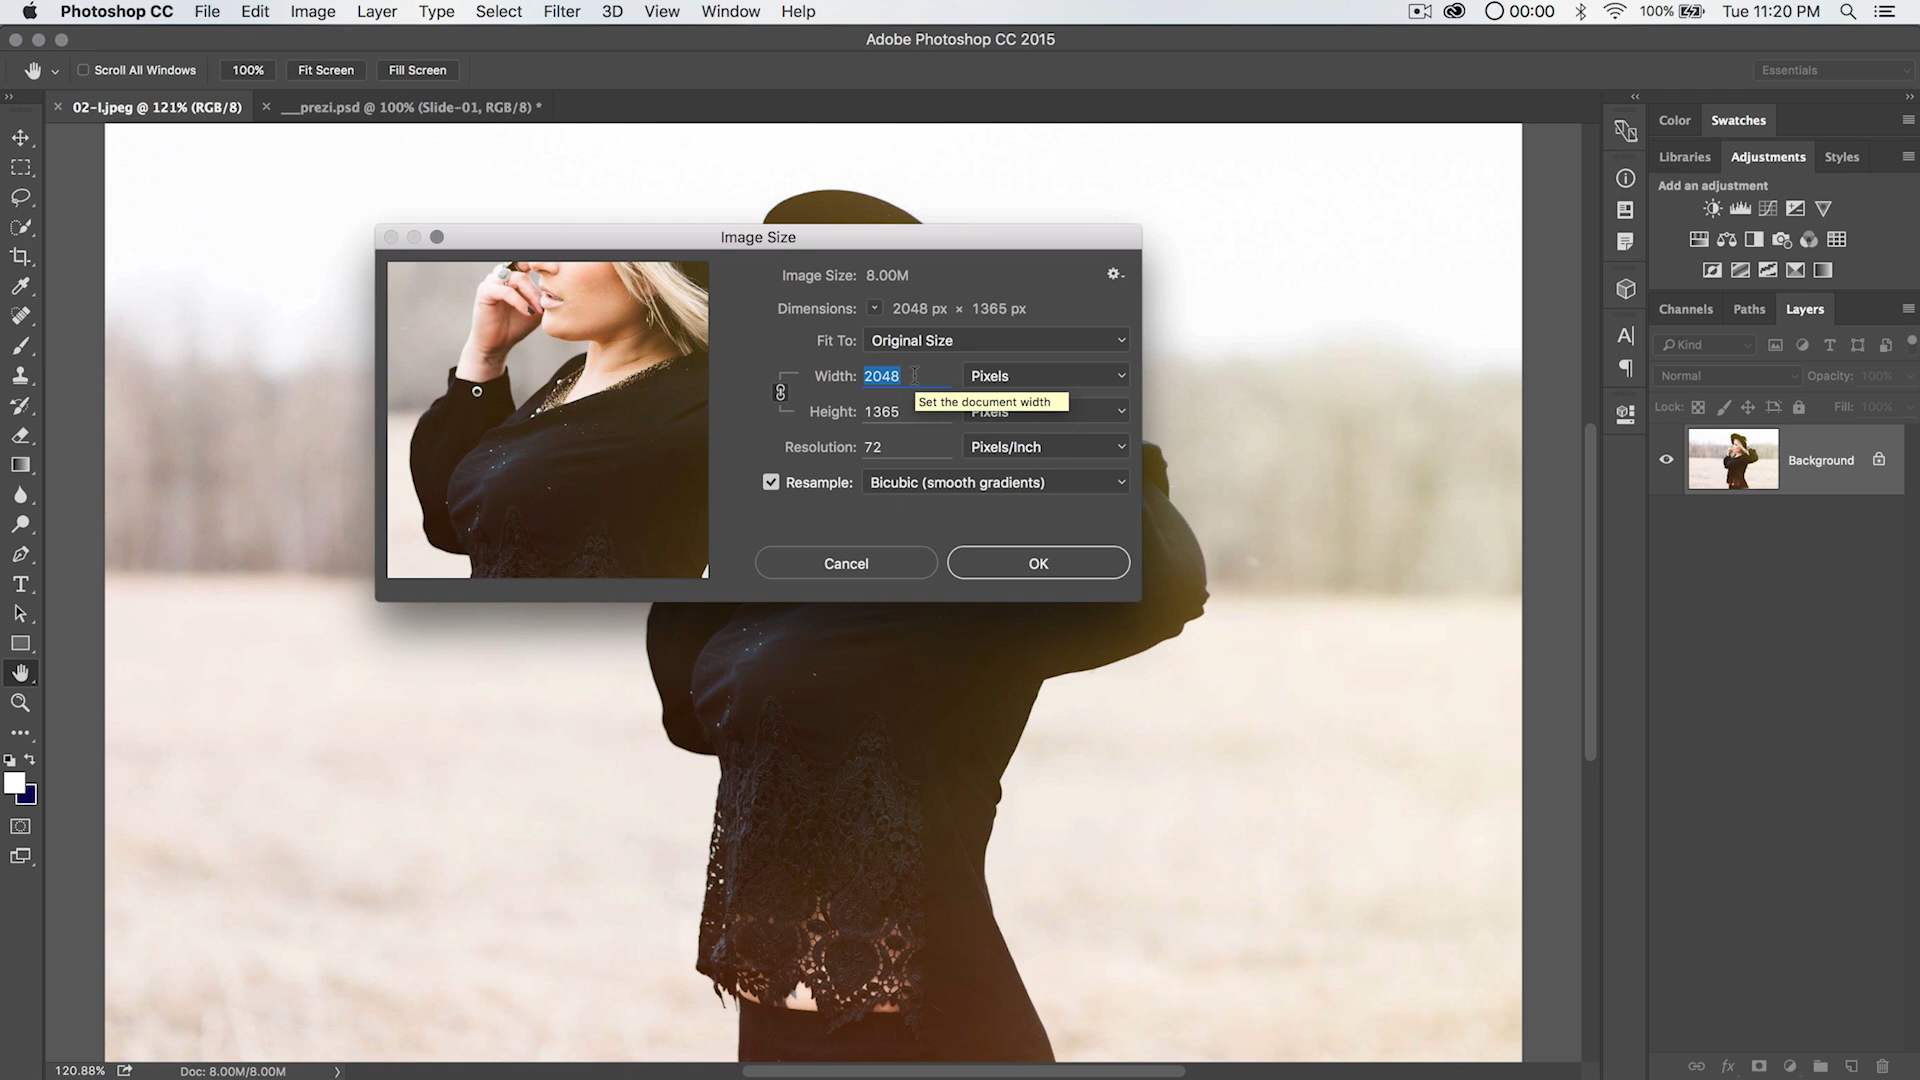 Photoshop CC File Edit Image Layer Type Select Filter 3D View Window Help 00:00 100% Tue 11:20 PM
Adobe Photoshop CC 2015
Scroll All Windows 100% Fit Screen Fill Screen Essentials
02-I.jpeg @ 121% (RGB/8) ___prezi.psd @ 100% (Slide-01, RGB/8) *
Color Swatches
Libraries Adjustments Styles
Add an adjustment
Image Size
Image Size: 8.00M
Dimensions: 2048 px × 1365 px
Fit To: Original Size
Width: 2048 Pixels
Set the document width
Height: 1365 Pixels
Resolution: 72 Pixels/Inch
Resample: Bicubic (smooth gradients)
Cancel OK
Channels Paths Layers
Kind
Normal Opacity: 100%
Lock: Fill: 100%
Background
120.88% Doc: 8.00M/8.00M